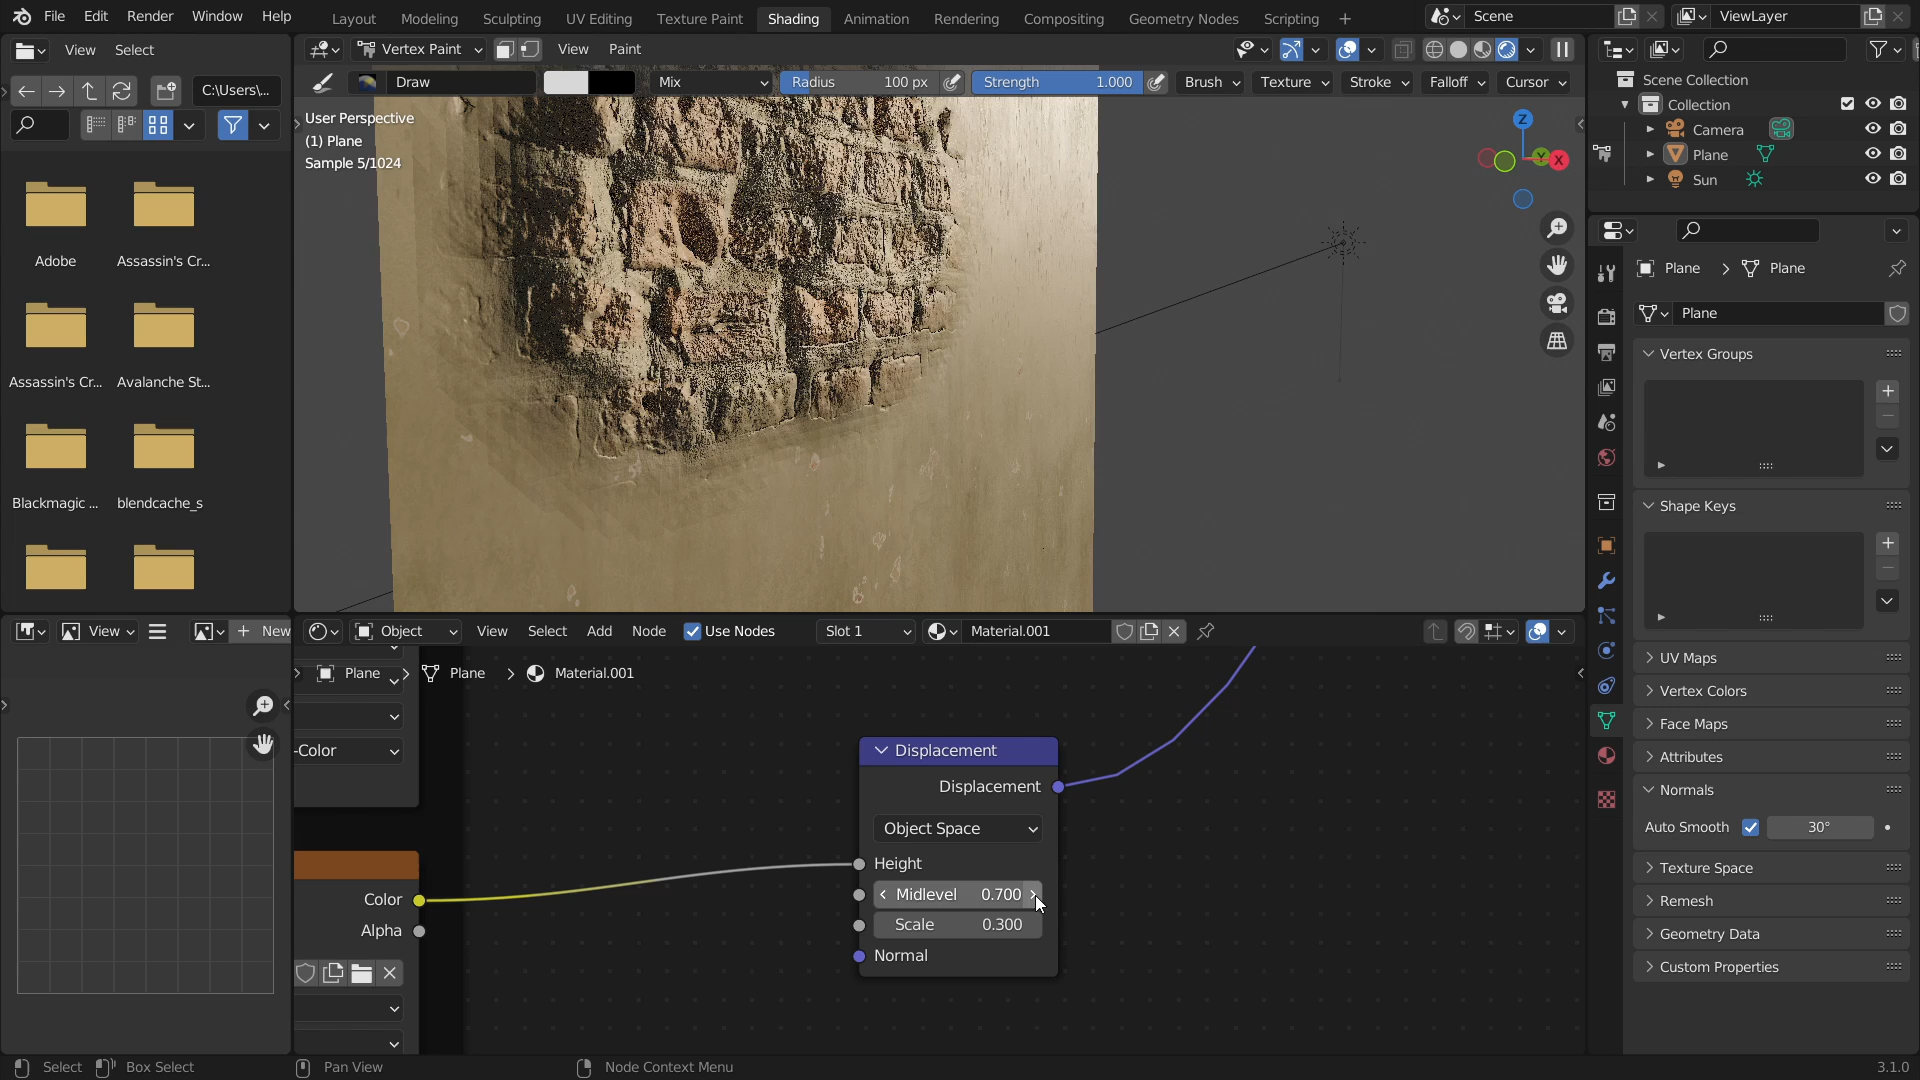 File Edit Render Window Help
Layout Modeling Sculpting UV Editing Texture Paint Shading Animation Rendering Compositing Geometry Nodes Scripting +
Scene
ViewLayer
View Select
C:\Users\...
Adobe
Assassin's Cr...
Assassin's Cr...
Avalanche St...
Blackmagic ...
blendcache_s
Vertex Paint View Paint
Draw Mix Radius 100 px Strength 1.000 Brush Texture Stroke Falloff Cursor
User Perspective
(1) Plane
Sample 5/1024
Z
Y
X
Scene Collection
Collection
Camera
Plane
Sun
Plane > Plane
Plane
Vertex Groups
Shape Keys
UV Maps
Vertex Colors
Face Maps
Attributes
Normals
Auto Smooth 30°
Texture Space
Remesh
Geometry Data
Custom Properties
View + New
Object View Select Add Node Use Nodes Slot 1 Material.001
Plane > Plane > Material.001
-Color
Color
Alpha
Displacement
Displacement
Object Space
Height
Midlevel 0.700
Scale 0.300
Normal
Select Box Select Pan View Node Context Menu 3.1.0